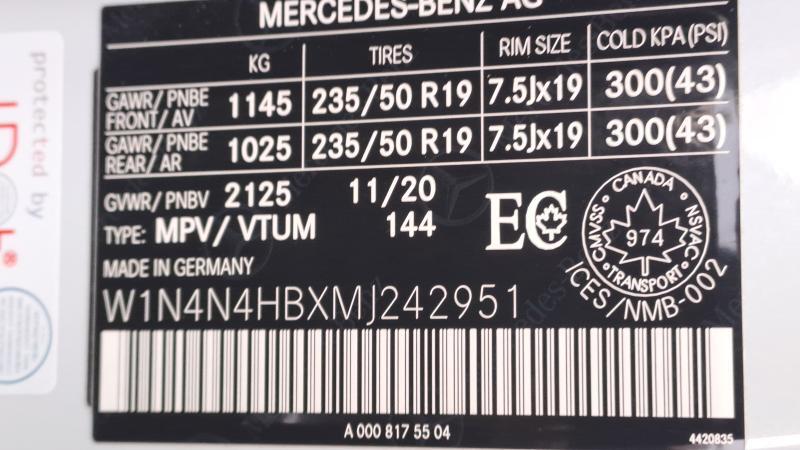 MERCEDES-BENZ AG
KG TIRES RIM SIZE COLD KPA(PSI)
GAWR/PNBE FRONT/AV 1145 235/50 R19 7.5Jx19 300(43)
GAWR/PNBE REAR/AR 1025 235/50 R19 7.5Jx19 300(43)
GVWR/PNBV 2125 11/20
TYPE: MPV/VTUM 144
EC
CANADA
CMVSS 974 NSVAC
TRANSPORT
ICES/NMB-002
MADE IN GERMANY
W1N4N4HBXMJ242951
A 000 817 55 04
4420835
protected by